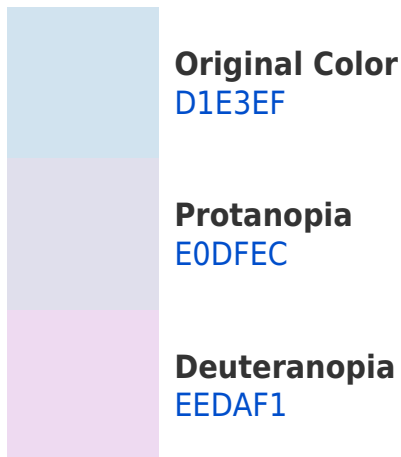 Original Color
D1E3EF
Protanopia
E0DFEC
Deuteranopia
EEDAF1